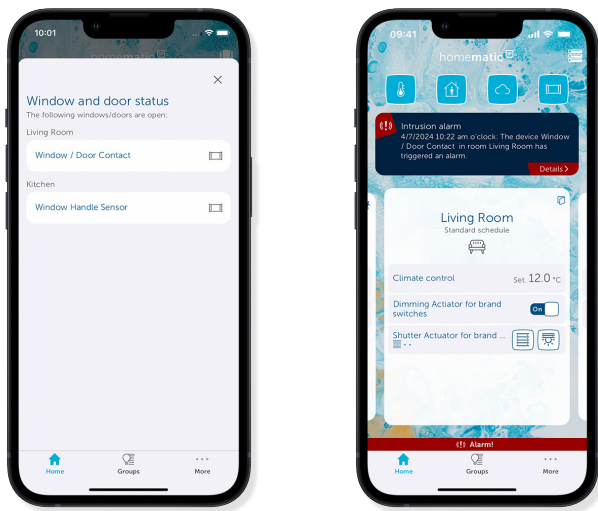 10:01
homematic IP
Window and door status
The following windows/doors are open:
Living Room
Window / Door Contact
Kitchen
Window Handle Sensor
Home
Groups
More
09:41
homematic IP
Intrusion alarm
4/7/2024 10:22 am o'clock: The device Window
/ Door Contact in room Living Room has
triggered an alarm.
Details
Living Room
Standard schedule
Climate control
Set. 12.0 °C
Dimming Actiator for brand
switches
On
Shutter Actuator for brand ...
- -
Alarm!
Home
Groups
More